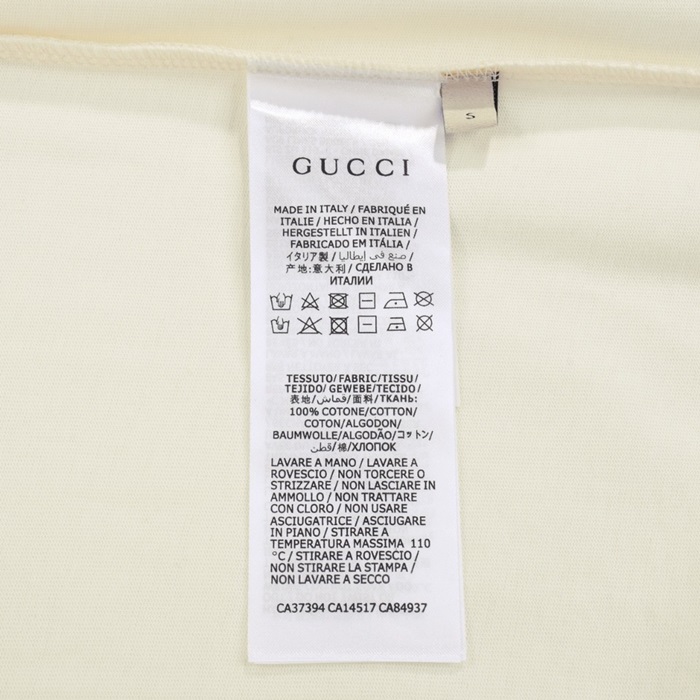 S
GUCCI
MADE IN ITALY / FABRIQUÉ EN
ITALIE / HECHO EN ITALIA /
HERGESTELLT IN ITALIEN /
FABRICADO EM ITÁLIA /
イタリア製 / صنع في إيطاليا /
产地:意大利 / СДЕЛАНО В
ИТАЛИИ
TESSUTO/FABRIC/TISSU/
TEJIDO/ GEWEBE/TECIDO/
表地/قماش/面料/ТКАНЬ:
100% COTONE/COTTON/
COTON/ALGODON/
BAUMWOLLE/ALGODÃO/コットン/
قطن/棉/ХЛОПОК
LAVARE A MANO / LAVARE A
ROVESCIO / NON TORCERE O
STRIZZARE / NON LASCIARE IN
AMMOLLO / NON TRATTARE
CON CLORO / NON USARE
ASCIUGATRICE / ASCIUGARE
IN PIANO / STIRARE A
TEMPERATURA MASSIMA 110
°C / STIRARE A ROVESCIO /
NON STIRARE LA STAMPA /
NON LAVARE A SECCO
CA37394 CA14517 CA84937